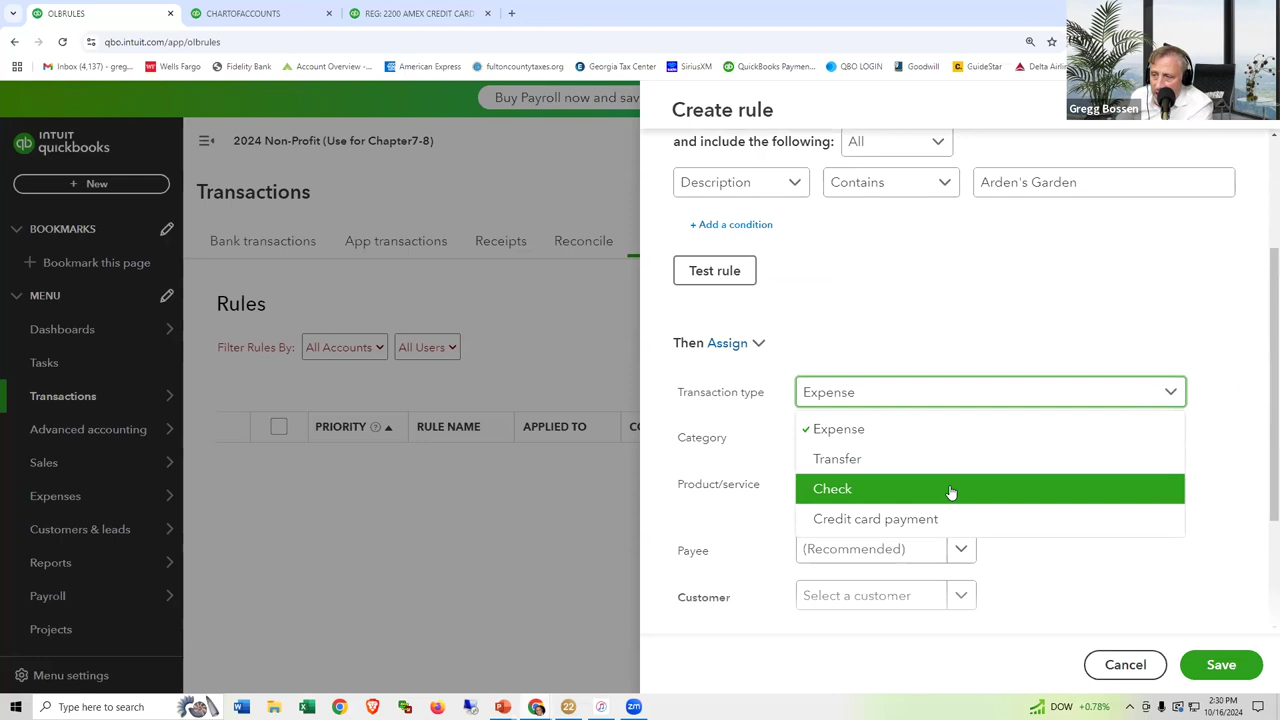 OLBRULES
CHARTOFACCOUNTS
REG: 2200 AMEX CREDIT CARD
qbo.intuit.com/app/olbrules
Inbox (4,137) - greg...
Wells Fargo
Fidelity Bank
Account Overview -...
American Express
fultoncountytaxes.org
Georgia Tax Center
SiriusXM
QuickBooks Paymen...
QBO LOGIN
Goodwill
GuideStar
Delta Airli
Gregg Bossen
Buy Payroll now and sav
INTUIT
quickbooks
2024 Non-Profit (Use for Chapter7-8)
+ New
Transactions
BOOKMARKS
Bookmark this page
MENU
Dashboards
Tasks
Transactions
Advanced accounting
Sales
Expenses
Customers & leads
Reports
Payroll
Projects
Menu settings
Bank transactions
App transactions
Receipts
Reconcile
Rules
Filter Rules By:
All Accounts
All Users
PRIORITY
RULE NAME
APPLIED TO
CO
Create rule
and include the following:
All
Description
Contains
Arden's Garden
+ Add a condition
Test rule
Then Assign
Transaction type
Expense
Expense
Transfer
Check
Credit card payment
Category
Product/service
Payee
(Recommended)
Customer
Select a customer
Cancel
Save
Type here to search
22
zm
DOW +0.78%
2:30 PM
10/16/2024